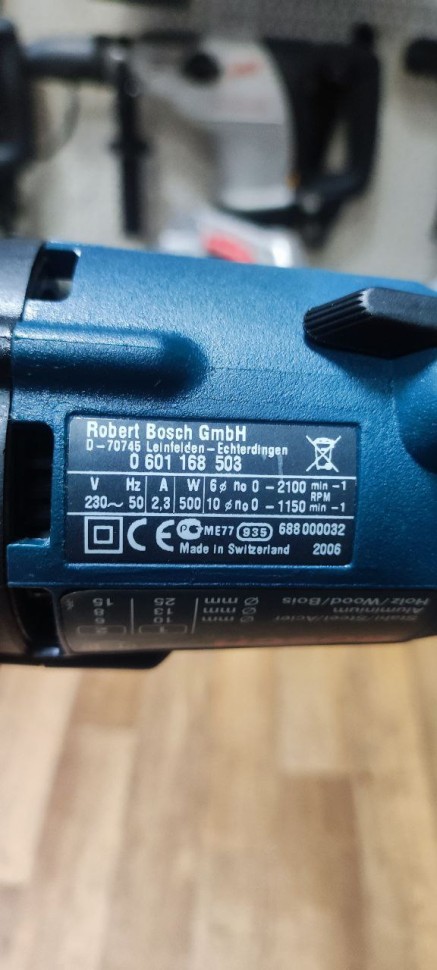 Robert Bosch GmbH
D-70745 Leinfelden-Echterdingen
0 601 168 503
V Hz A W 6 ⌀ n₀ 0 -2100 min -1
RPM
230~ 50 2,3 500 10 ⌀ n₀ 0 -1150 min -1
CE ME77 935 688 000032
Made in Switzerland 2006
Stahl/Steel/Acier ⌀ mm 10 6
Aluminium ⌀ mm 13 8
Holz/Wood/Bois ⌀ mm 25 15